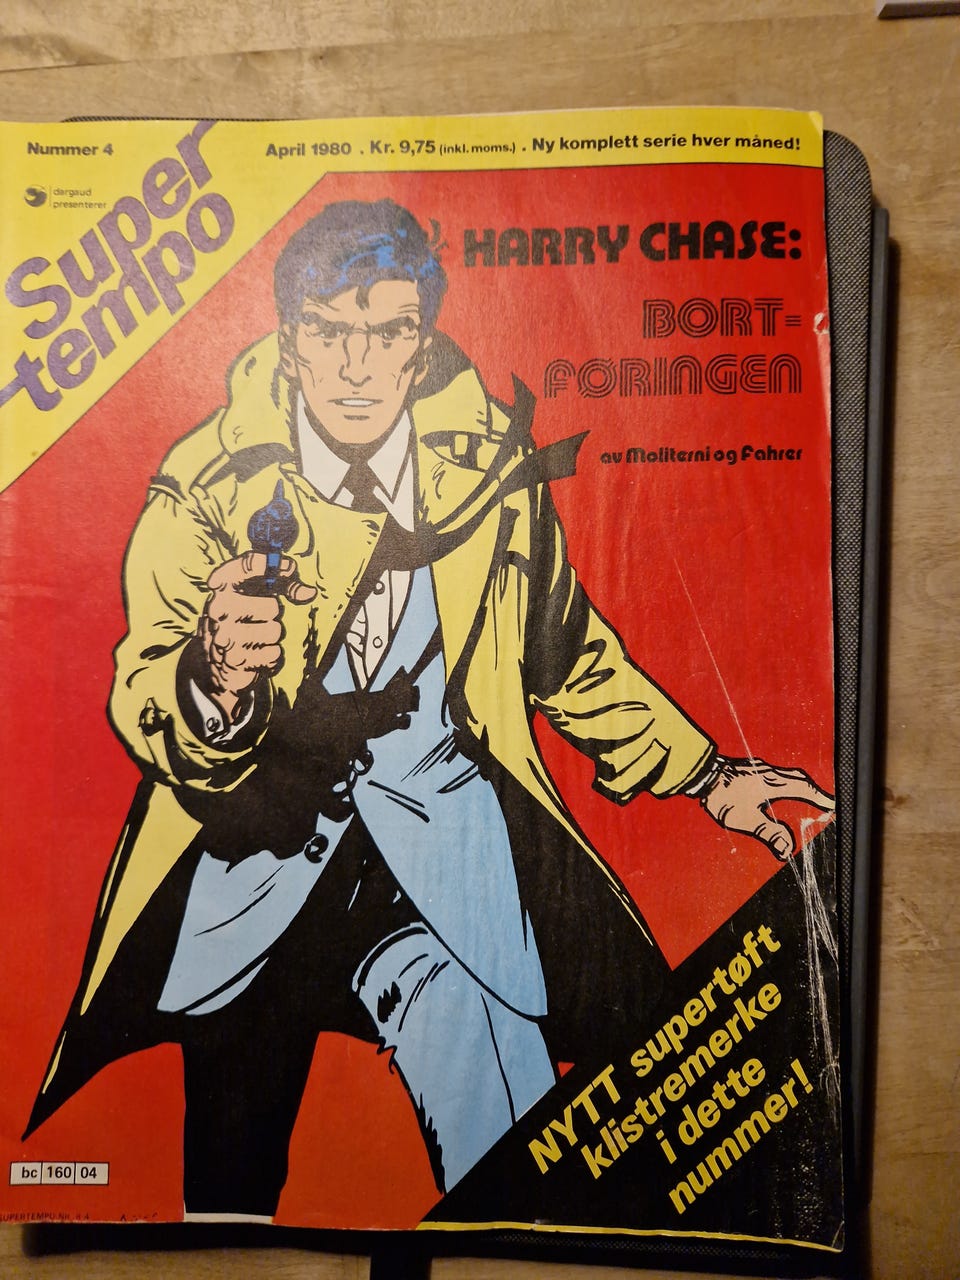 Nummer 4
April 1980 . Kr. 9,75 (inkl. moms.) . Ny komplett serie hver måned!
dargaud
presenterer
Super
tempo
HARRY CHASE:
BORT-
FØRINGEN
av Moliterni og Fahrer
NYTT supertøft
klistremerke
i dette
nummer!
bc 160 04
SUPERTEMPO NR.